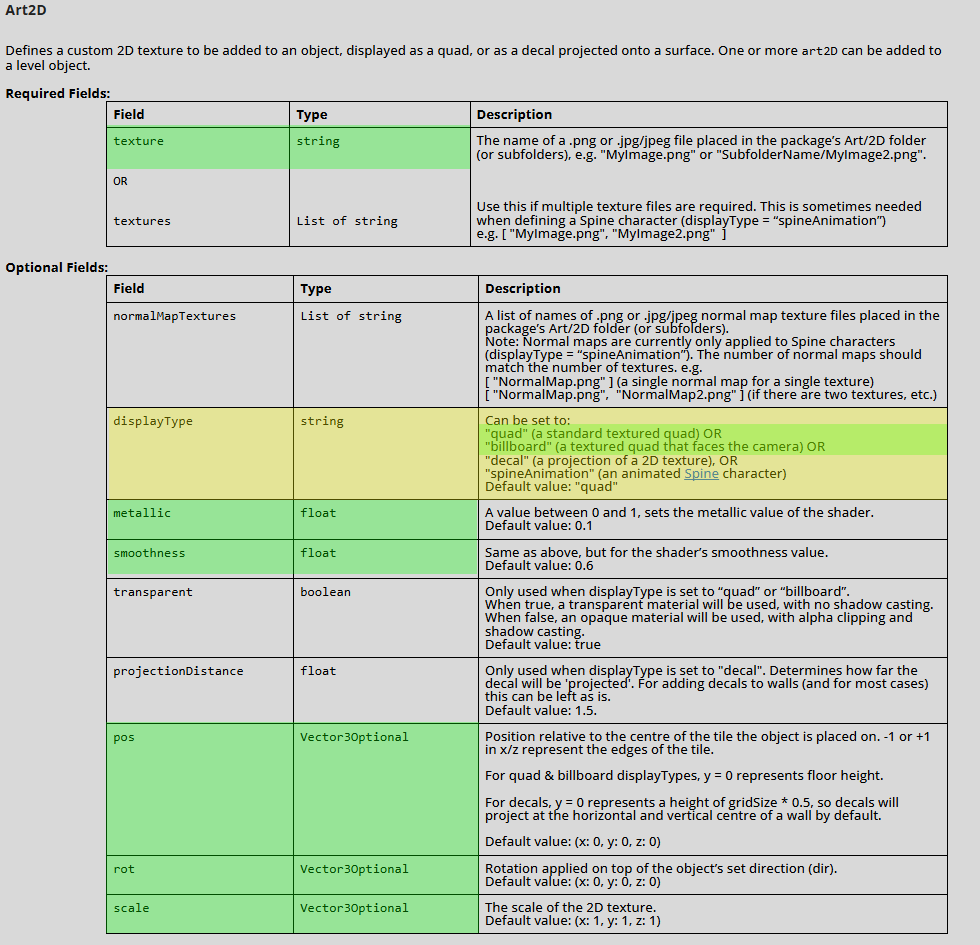 Art2D
Defines a custom 2D texture to be added to an object, displayed as a quad, or as a decal projected onto a surface. One or more art2D can be added to
a level object.
Required Fields:
Field Type Description
texture string The name of a .png or .jpg/jpeg file placed in the package's Art/2D folder
(or subfolders), e.g. "MyImage.png" or "SubfolderName/MyImage2.png".
OR
Use this if multiple texture files are required. This is sometimes needed
textures List of string when defining a Spine character (displayType = “spineAnimation”)
e.g. [ "MyImage.png", "MyImage2.png" ]
Optional Fields:
Field Type Description
normalMapTextures List of string A list of names of .png or .jpg/jpeg normal map texture files placed in the
package's Art/2D folder (or subfolders).
Note: Normal maps are currently only applied to Spine characters
(displayType = “spineAnimation”). The number of normal maps should
match the number of textures. e.g.
[ "NormalMap.png" ] (a single normal map for a single texture)
[ "NormalMap.png", "NormalMap2.png" ] (if there are two textures, etc.)
displayType string Can be set to:
"quad" (a standard textured quad) OR
"billboard" (a textured quad that faces the camera) OR
"decal" (a projection of a 2D texture), OR
"spineAnimation" (an animated Spine character)
Default value: "quad"
metallic float A value between 0 and 1, sets the metallic value of the shader.
Default value: 0.1
smoothness float Same as above, but for the shader's smoothness value.
Default value: 0.6
transparent boolean Only used when displayType is set to “quad” or “billboard”.
When true, a transparent material will be used, with no shadow casting.
When false, an opaque material will be used, with alpha clipping and
shadow casting.
Default value: true
projectionDistance float Only used when displayType is set to "decal". Determines how far the
decal will be 'projected'. For adding decals to walls (and for most cases)
this can be left as is.
Default value: 1.5.
pos Vector3Optional Position relative to the centre of the tile the object is placed on. -1 or +1
in x/z represent the edges of the tile.
For quad & billboard displayTypes, y = 0 represents floor height.
For decals, y = 0 represents a height of gridSize * 0.5, so decals will
project at the horizontal and vertical centre of a wall by default.
Default value: (x: 0, y: 0, z: 0)
rot Vector3Optional Rotation applied on top of the object's set direction (dir).
Default value: (x: 0, y: 0, z: 0)
scale Vector3Optional The scale of the 2D texture.
Default value: (x: 1, y: 1, z: 1)